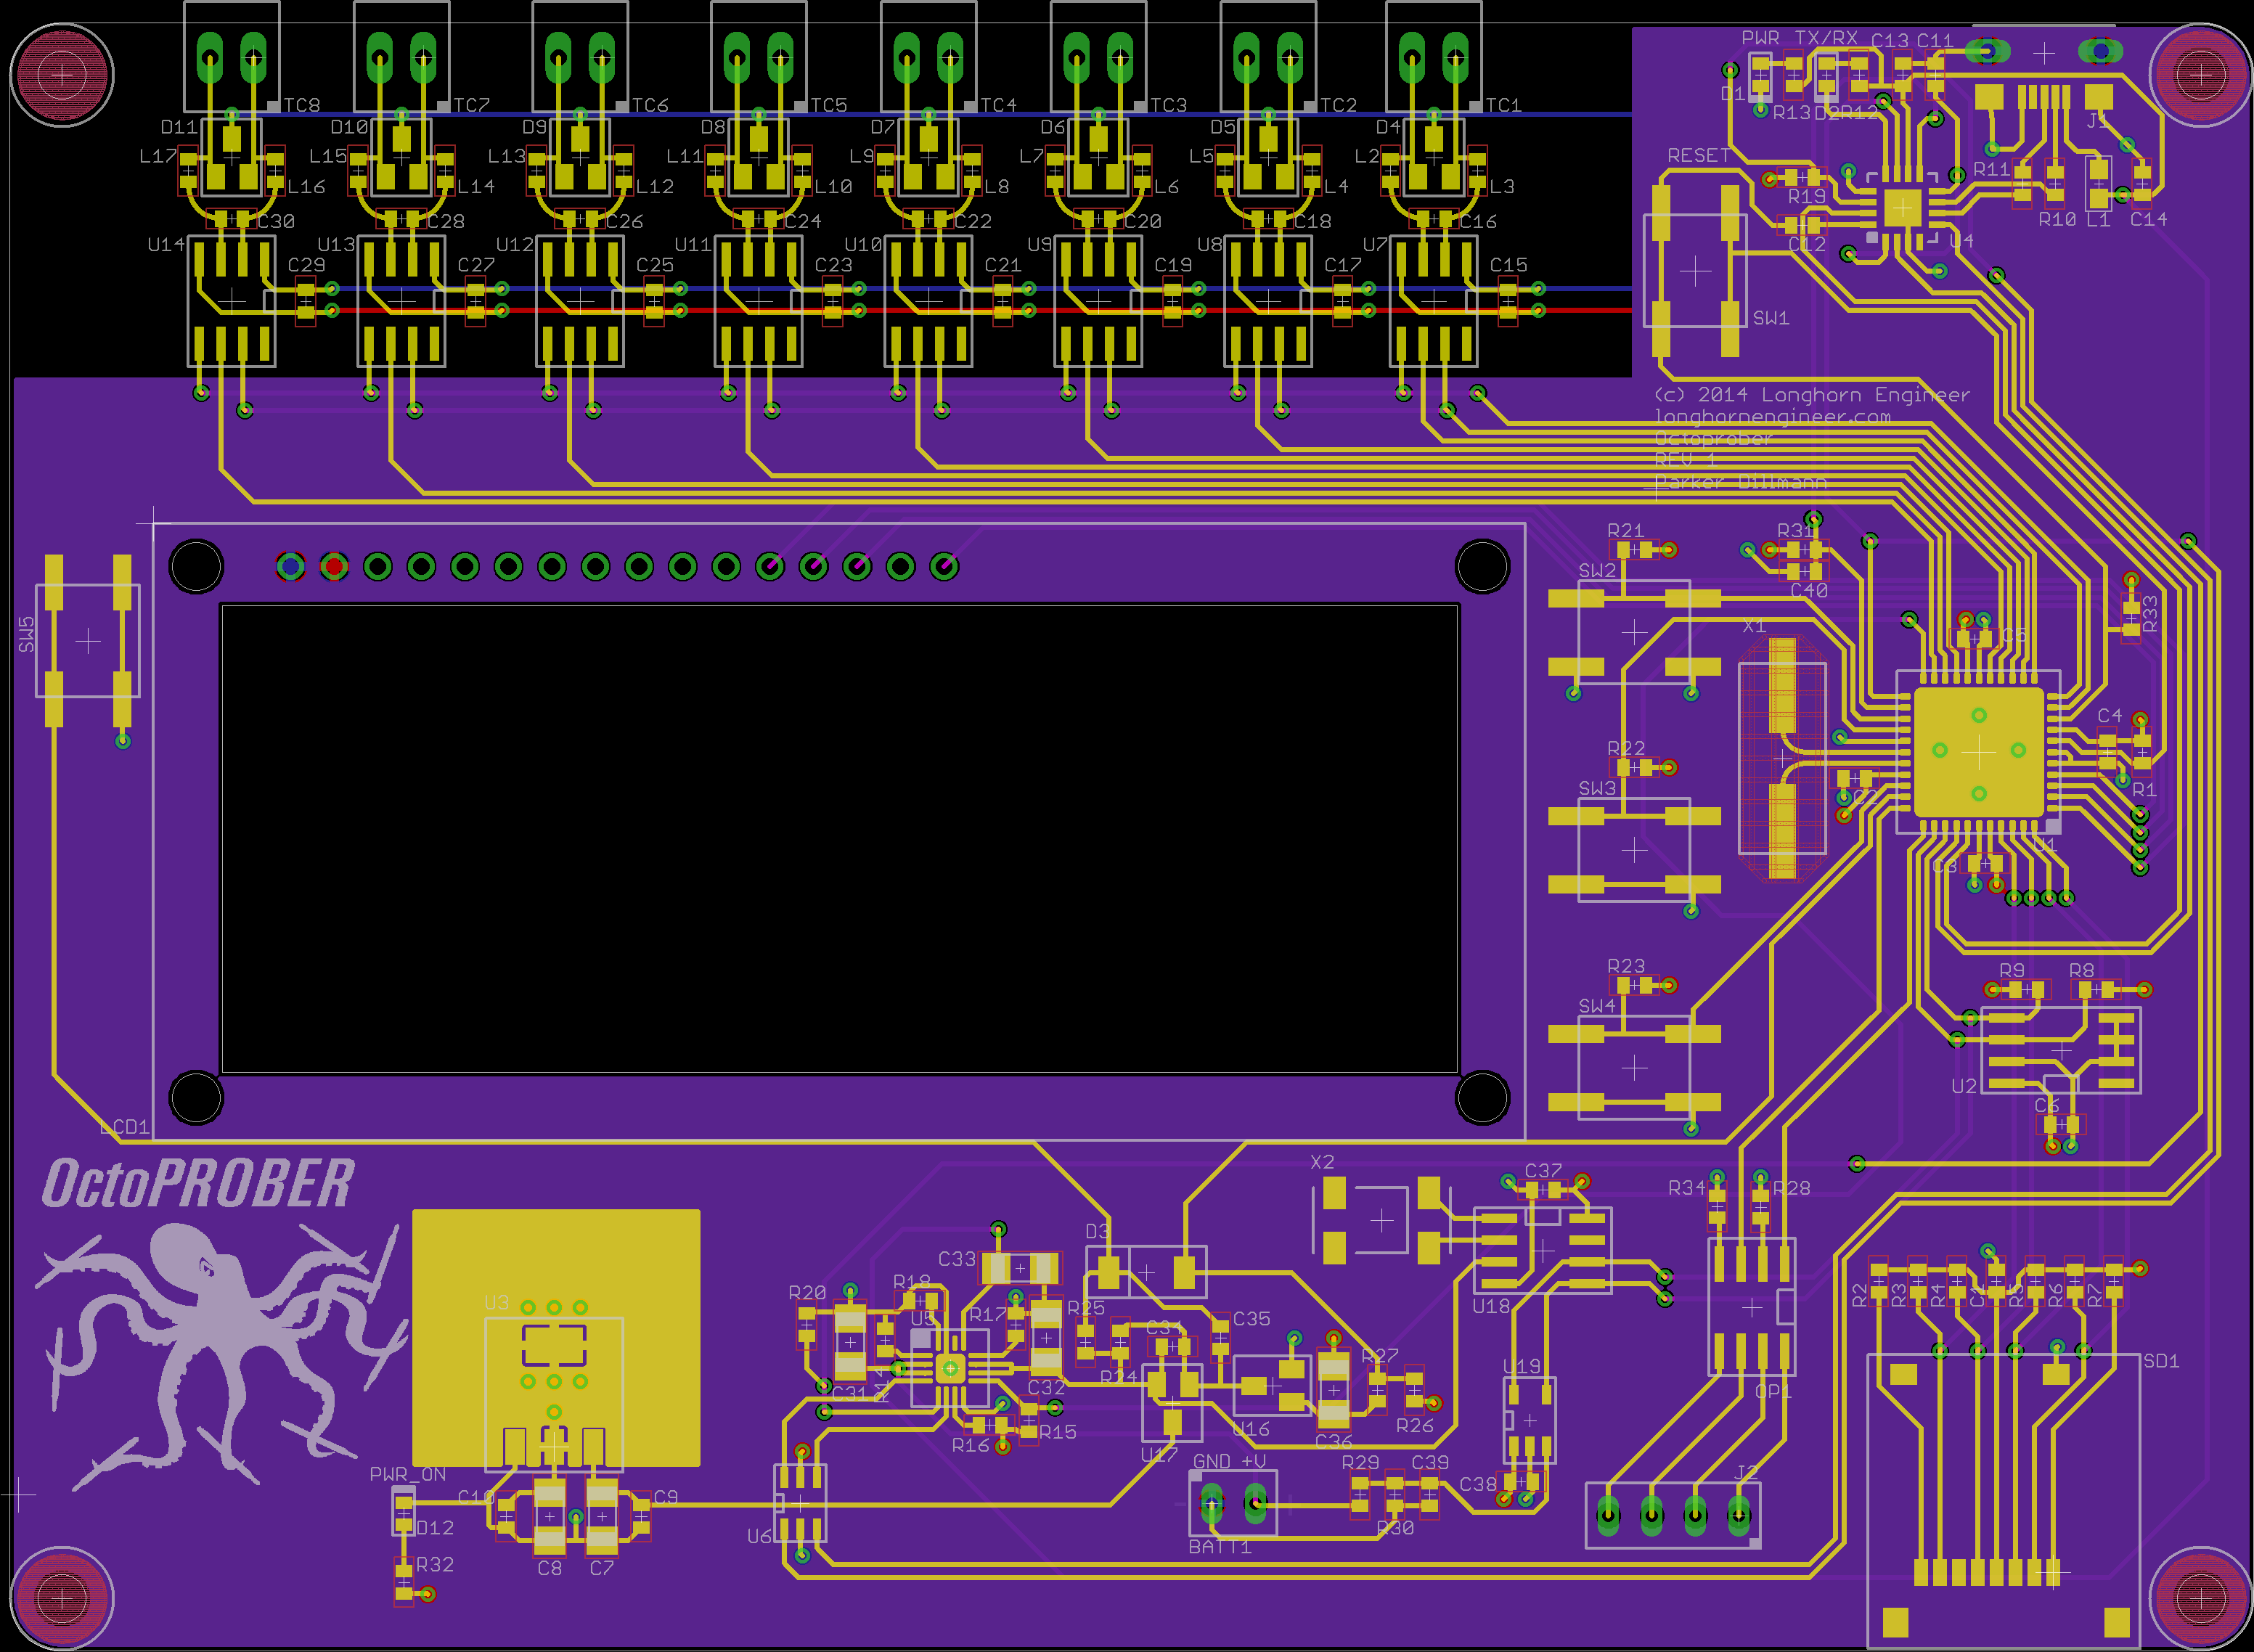 PWR TX/RX C13 C11
TC8 TC7 TC6 TC5 TC4 TC3 TC2 TC1
D1 R13 D2 R12 J1
D11 D10 D9 D8 D7 D6 D5 D4
L17 L15 L13 L11 L9 L7 L5 L2
L16 L14 L12 L10 L8 L6 L4 L3
RESET R11
R19 R10 L1 C14
C30 C28 C26 C24 C22 C20 C18 C16
U14 U13 U12 U11 U10 U9 U8 U7
C12 U4
C29 C27 C25 C23 C21 C19 C17 C15
SW1
(c) 2014 Longhorn Engineer
longhornengineer.com
Octoprober
REV 1
Parker Dillmann
R21 R31
SW2 C40
SW5 X1 C5 R33
C4
R22
SW3 C2 R1
U1
C3
R23 R9 R8
SW4
U2
LCD1 C6
OctoPROBER
X2 C37 R34 R28
D3
C33
U3 R20 R18 R17 R25 U18
R2 R3 R4 C1 R5 R6 R7
U5 C34 C35
R14 C31 C32 R24 R27 U19 SD1
OP1
R16 R15 U17 U16 C36 R26
PWR_ON GND +V R29 C39 J2
C10 C9 C38
D12 U6 R30
BATT1
R32 C8 C7